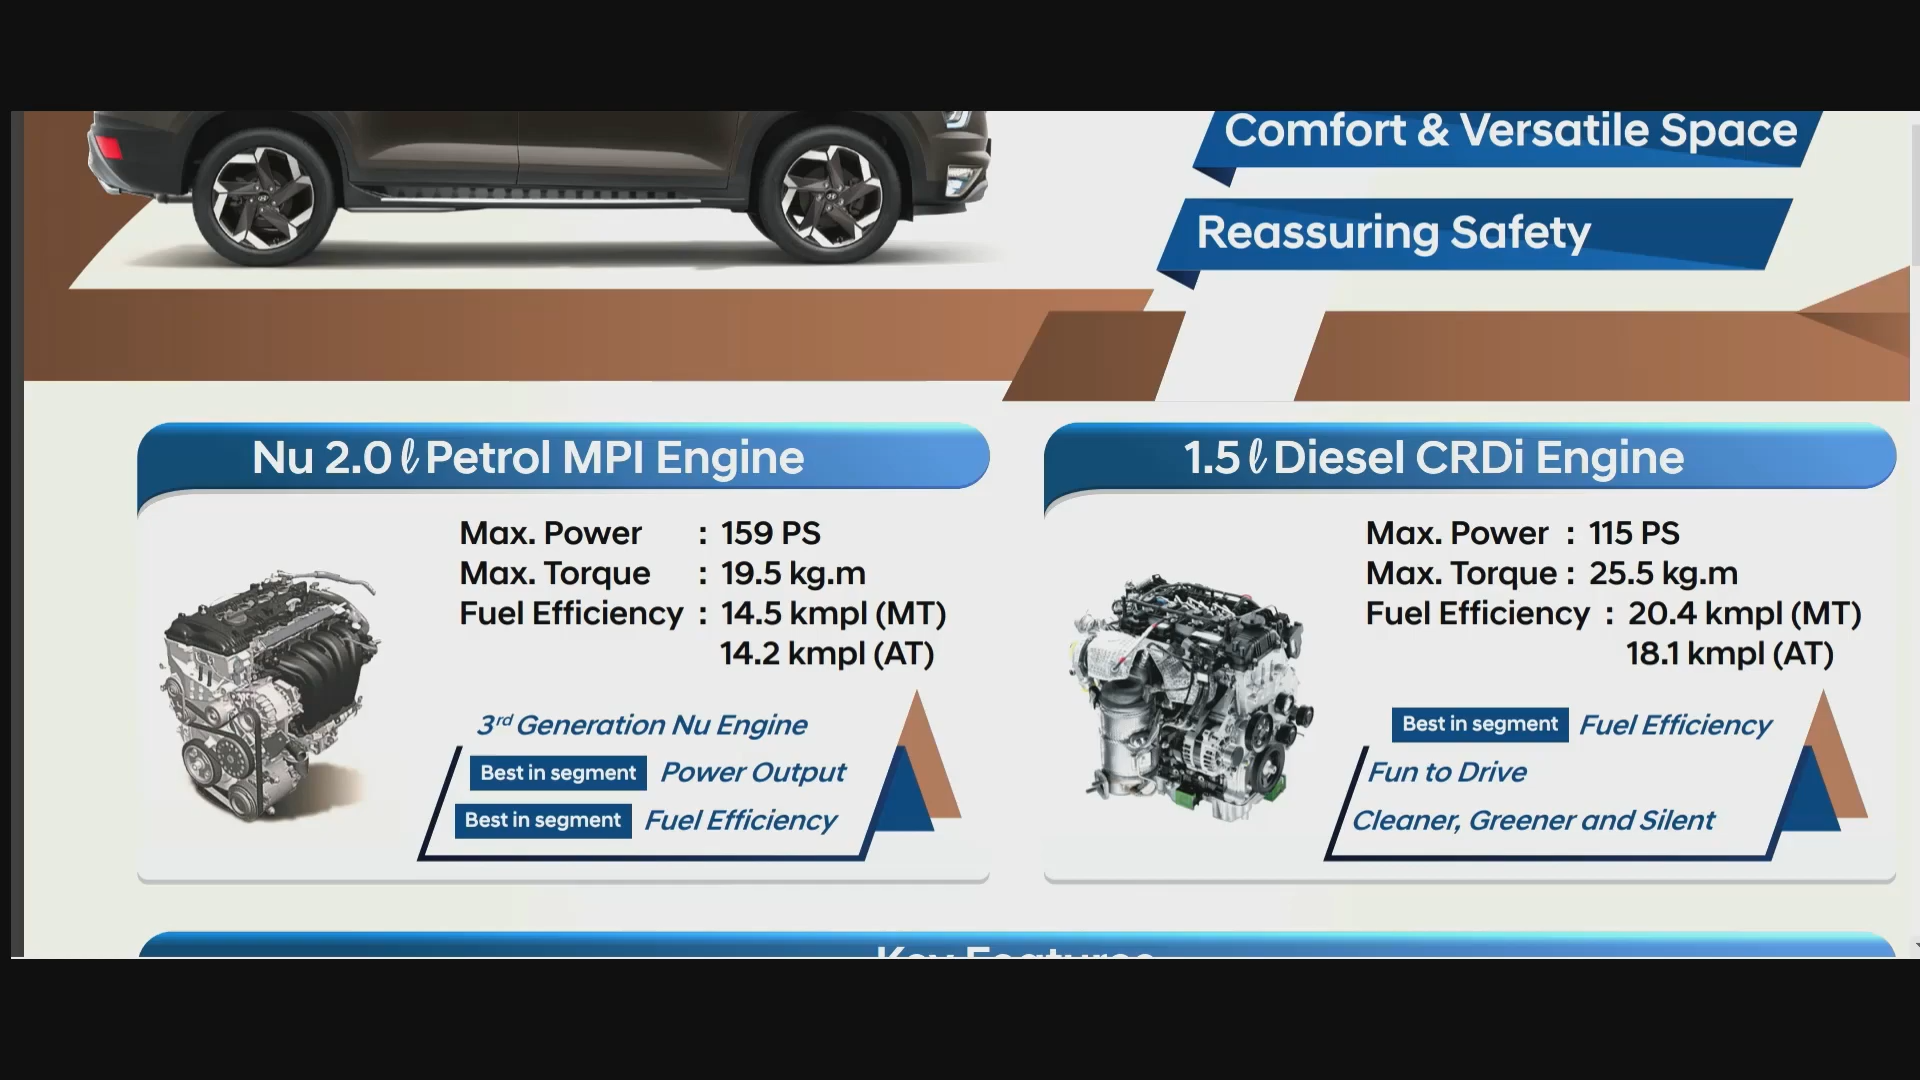 Comfort & Versatile Space
Reassuring Safety
Nu 2.0 ℓ Petrol MPI Engine
Max. Power : 159 PS
Max. Torque : 19.5 kg.m
Fuel Efficiency : 14.5 kmpl (MT)
14.2 kmpl (AT)
3rd Generation Nu Engine
Best in segment Power Output
Best in segment Fuel Efficiency
1.5 ℓ Diesel CRDi Engine
Max. Power : 115 PS
Max. Torque : 25.5 kg.m
Fuel Efficiency : 20.4 kmpl (MT)
18.1 kmpl (AT)
Best in segment Fuel Efficiency
Fun to Drive
Cleaner, Greener and Silent
Key Features